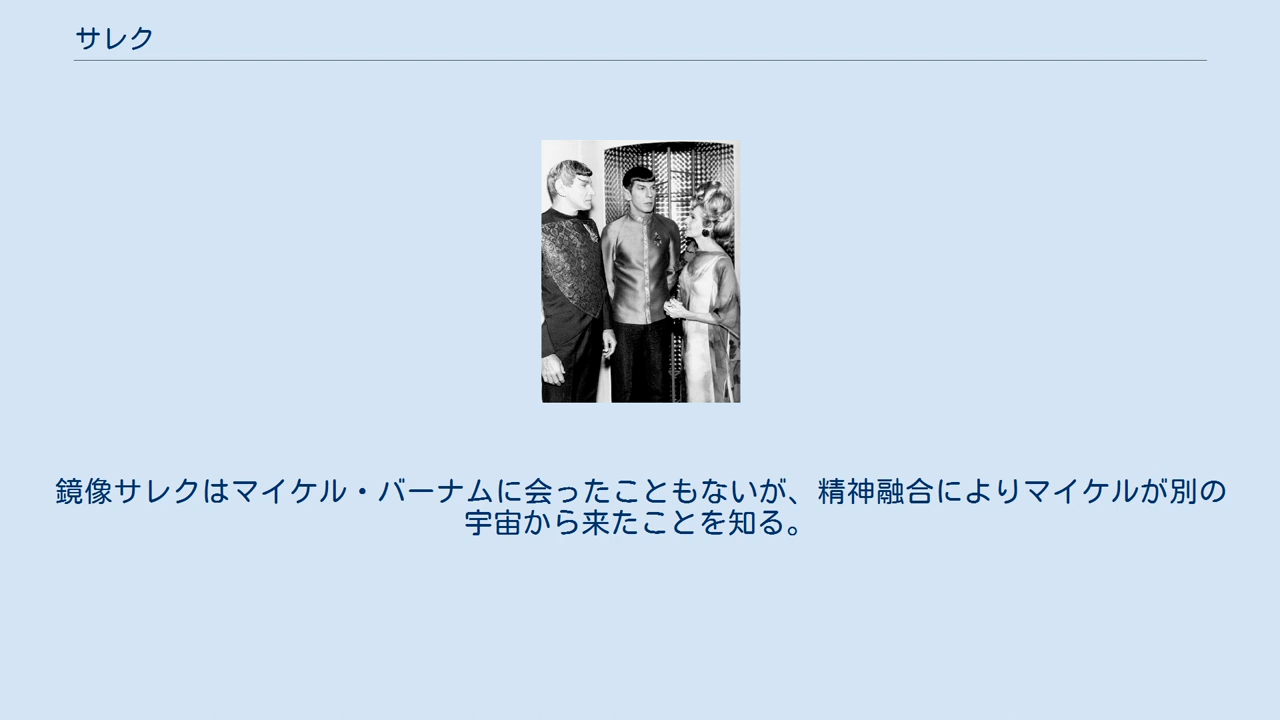 サレク
鏡像サレクはマイケル・バーナムに会ったこともないが、精神融合によりマイケルが別の
宇宙から来たことを知る。